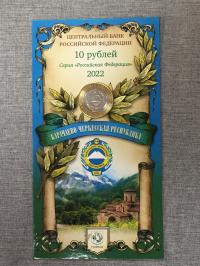 ЦЕНТРАЛЬНЫЙ БАНК
РОССИЙСКОЙ ФЕДЕРАЦИИ
10 рублей
Серия «Российская Федерация»
2022
КАРАЧАЕВО-ЧЕРКЕССКАЯ РЕСПУБЛИКА